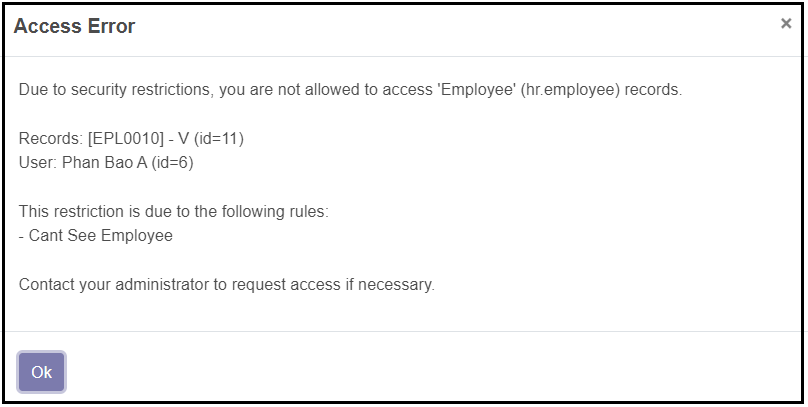 Access Error
×
Due to security restrictions, you are not allowed to access 'Employee' (hr.employee) records.
Records: [EPL0010] - V (id=11)
User: Phan Bao A (id=6)
This restriction is due to the following rules:
- Cant See Employee
Contact your administrator to request access if necessary.
Ok